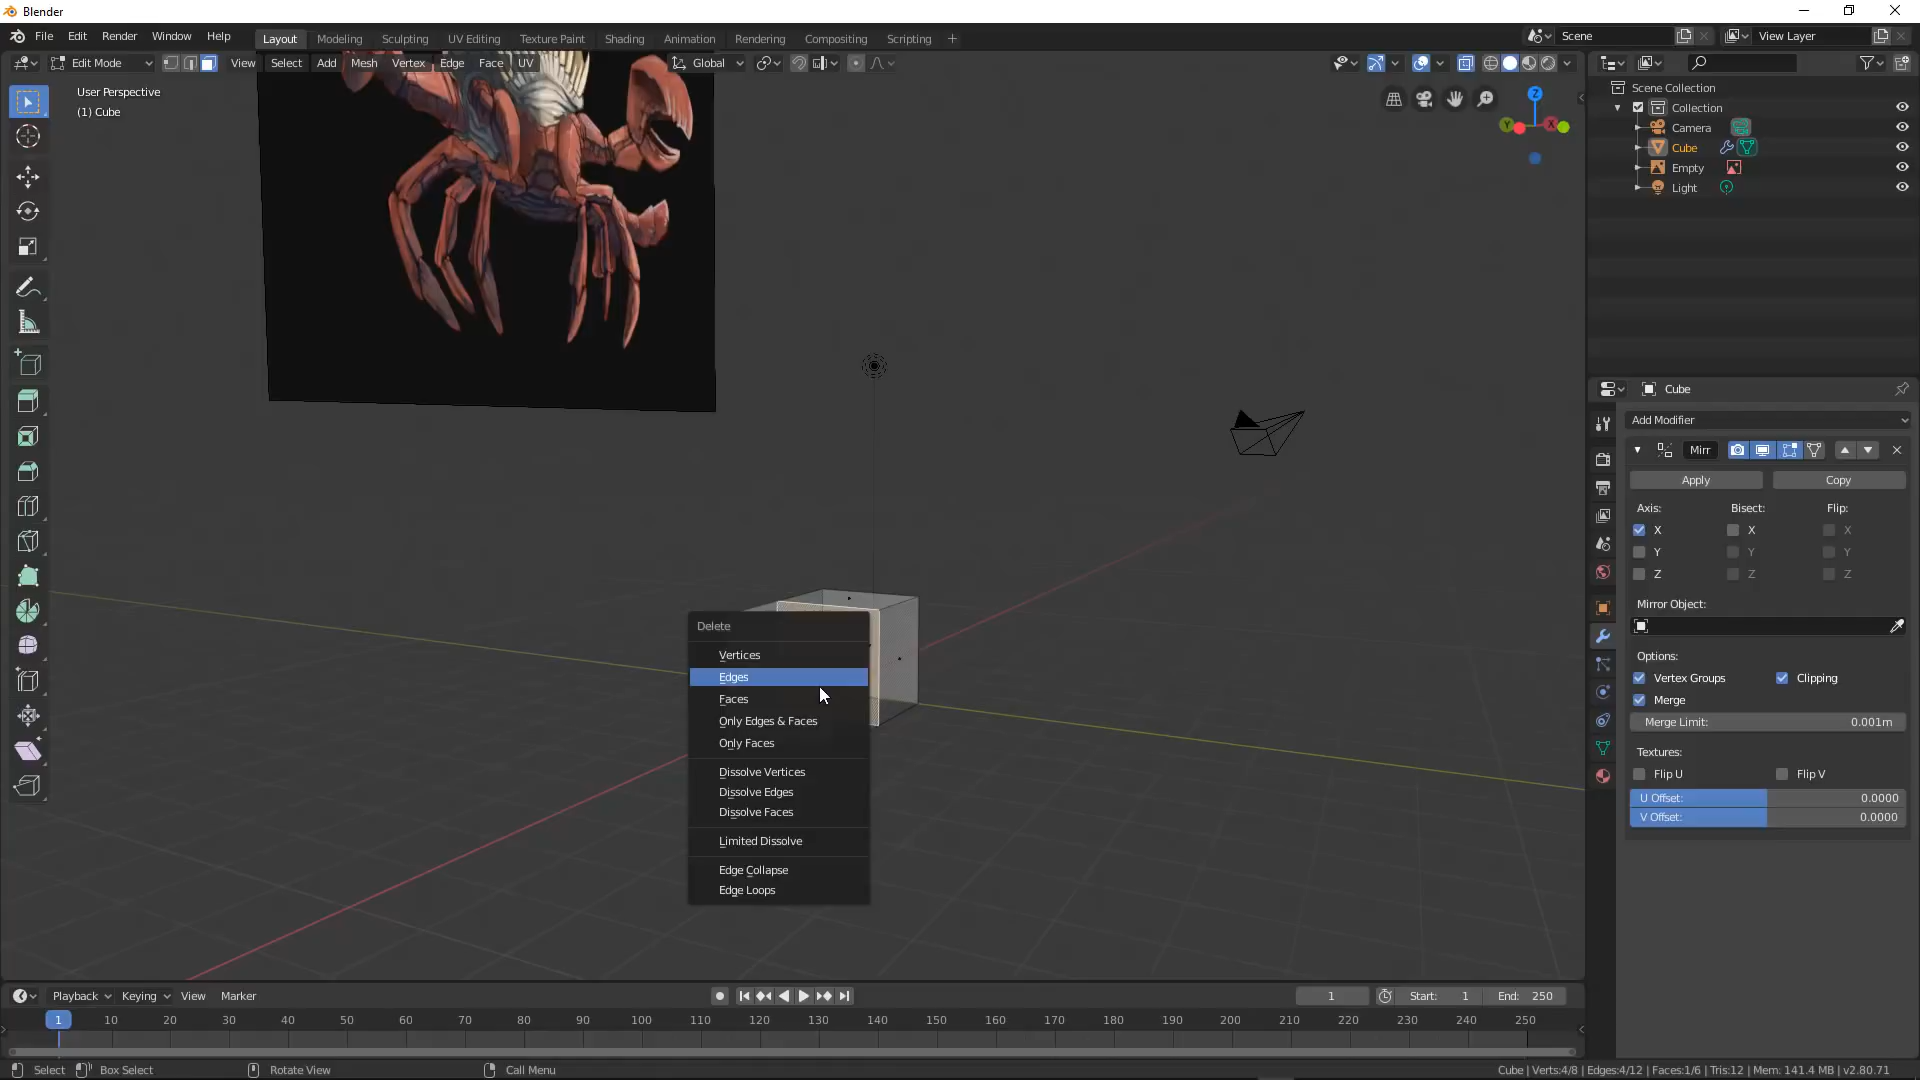 Blender
File Edit Render Window Help
Layout Modeling Sculpting UV Editing Texture Paint Shading Animation Rendering Compositing Scripting +
Scene
View Layer
Edit Mode
View Select Add Mesh Vertex Edge Face UV
Global
User Perspective
(1) Cube
Z
Y
X
Scene Collection
Collection
Camera
Cube
Empty
Light
Cube
Add Modifier
Mirr
Apply Copy
Axis: Bisect: Flip:
X X X
Y Y Y
Z Z Z
Mirror Object:
Options:
Vertex Groups Clipping
Merge
Merge Limit: 0.001m
Textures:
Flip U Flip V
U Offset: 0.0000
V Offset: 0.0000
Delete
Vertices
Edges
Faces
Only Edges & Faces
Only Faces
Dissolve Vertices
Dissolve Edges
Dissolve Faces
Limited Dissolve
Edge Collapse
Edge Loops
Playback Keying View Marker
1 Start: 1 End: 250
1 10 20 30 40 50 60 70 80 90 100 110 120 130 140 150 160 170 180 190 200 210 220 230 240 250
Select Box Select Rotate View Call Menu
Cube | Verts:4/8 | Edges:4/12 | Faces:1/6 | Tris:12 | Mem: 141.4 MB | v2.80.71